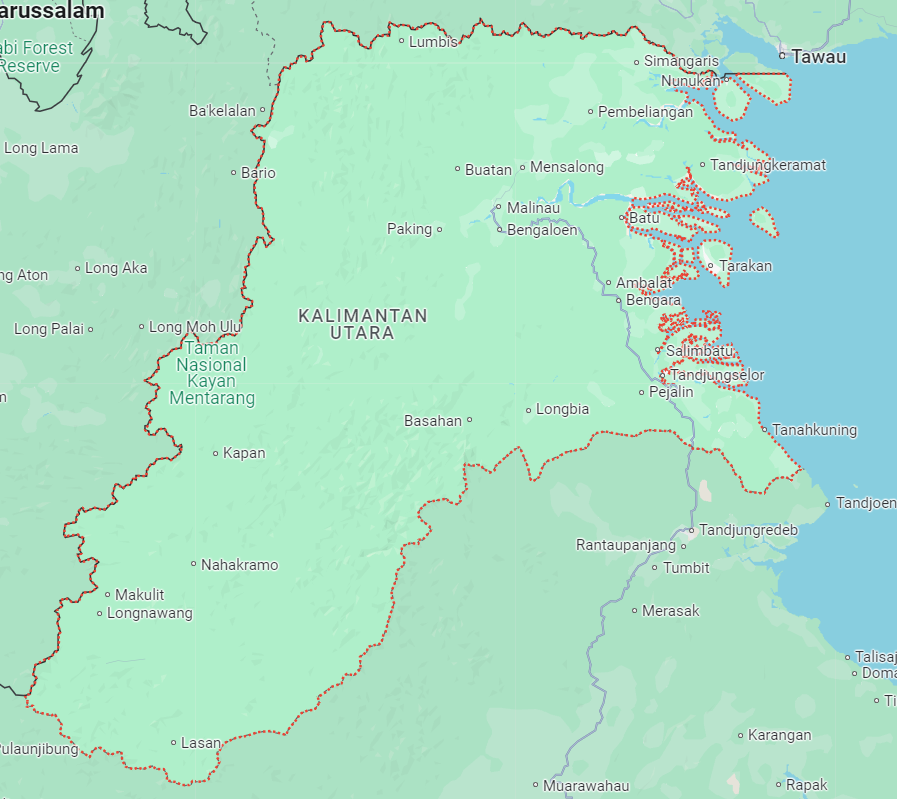 arussalam
Lumbis
abi Forest
Reserve
Simangaris
Tawau
Nunukan
Ba'kelalan
Pembeliangan
Long Lama
Bario
Buatan
Mensalong
Tandjungkeramat
Malinau
Batu
Paking
Bengaloen
ng Aton
Long Aka
Tarakan
Ambalat
Bengara
KALIMANTAN
UTARA
Long Palai
Long Moh Ulu
Taman
Nasional
Kayan
Mentarang
Salimbatu
Tandjungselor
Pejalin
m
Longbia
Basahan
Tanahkuning
Kapan
Tandjoen
Tandjungredeb
Rantaupanjang
Nahakramo
Tumbit
Makulit
Longnawang
Merasak
Talisaj
Doma
Ti
Karangan
Lasan
Pulaunjibung
Muarawahau
Rapak